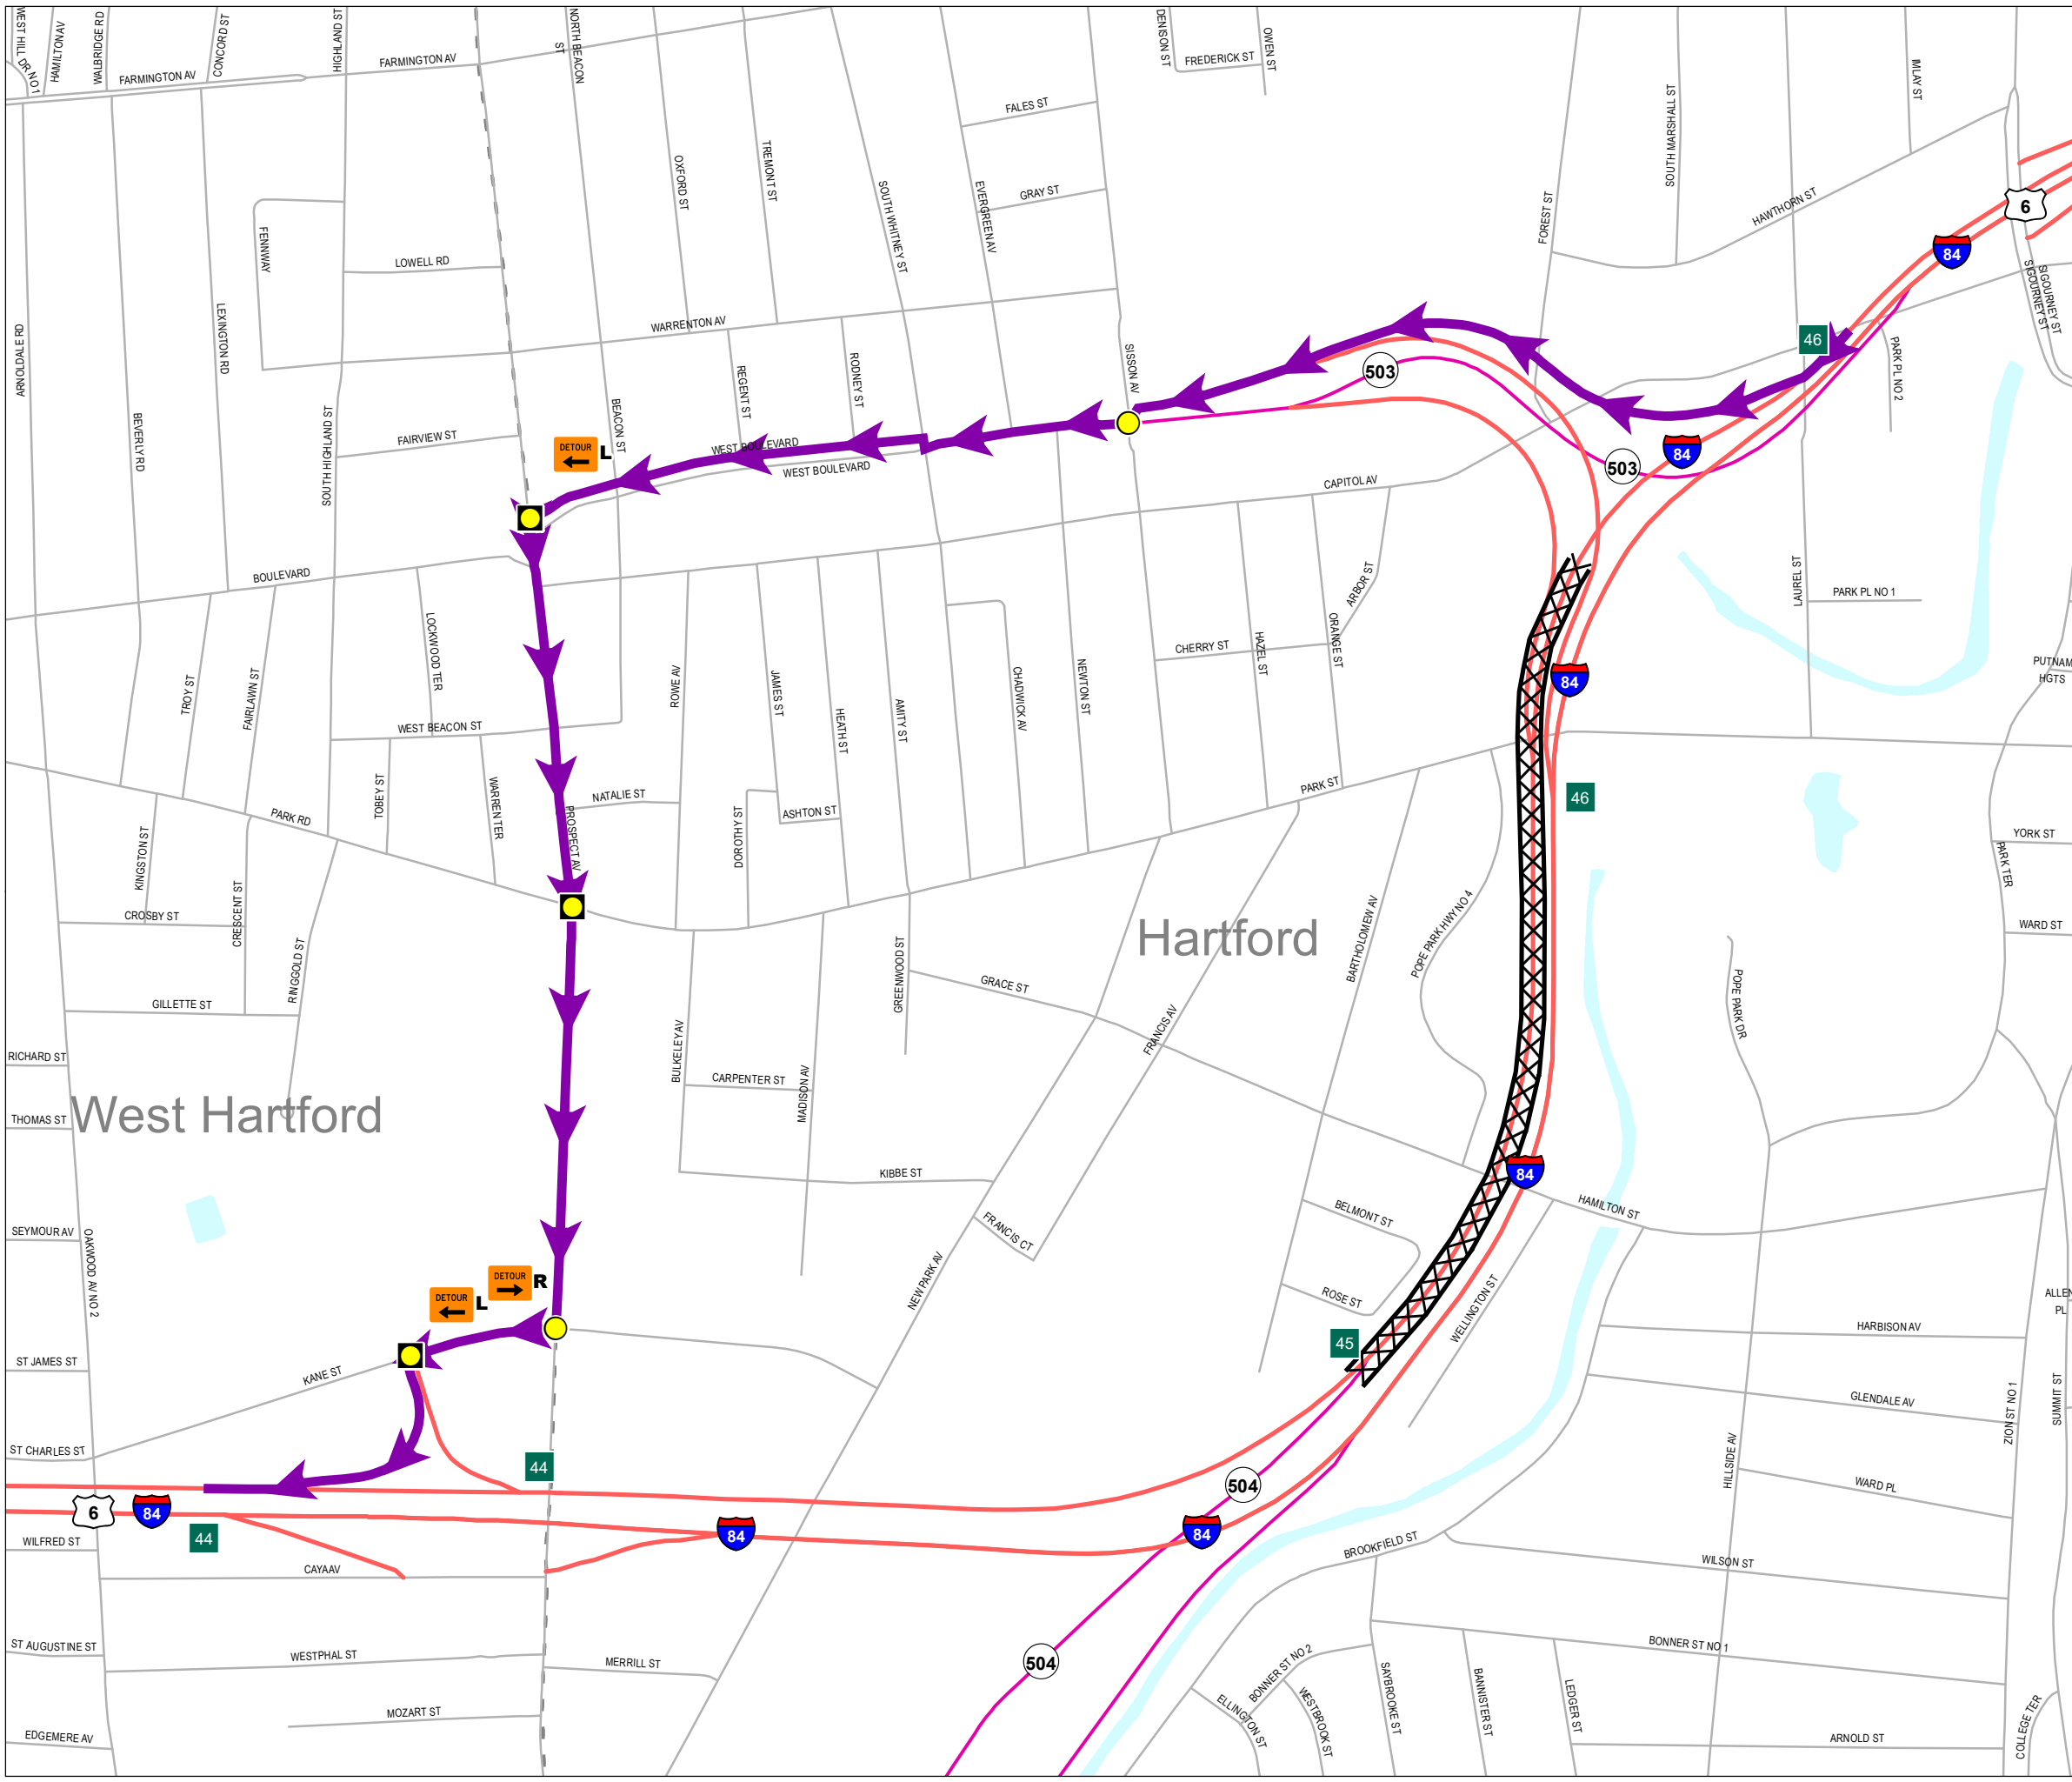 WEST HILL DR NO1
HAMILTON AV
WALBRIDGE RD
CONCORD ST
HIGHLAND ST
FARMINGTON AV
FARMINGTON AV
NORTH BEACON
ST
DENISON ST
FREDERICK ST
OWEN ST
FALES ST
GRAY ST
SOUTH MARSHALL ST
IMLAY ST
HAWTHORN ST
FOREST ST
OXFORD ST
TREMONT ST
SOUTH WHITNEY ST
EVERGREEN AV
FENNWAY
LOWELL RD
LEXINGTON RD
ARNOLDALE RD
BEVERLY RD
WARRENTON AV
REGENT ST
RODNEY ST
SISSON AV
6
84
SIGOURNEY ST
SIGOURNEY ST
46
PARK PL NO 2
503
503
84
SOUTH HIGHLAND ST
FAIRVIEW ST
DETOUR
L
BEACON ST
WEST BOULEVARD
WEST BOULEVARD
CAPITOL AV
BOULEVARD
LOCKWOOD TER
TROY ST
FAIRLAWN ST
WEST BEACON ST
ROWE AV
JAMES ST
HEATH ST
AMITY ST
CHADWICK AV
NEWTON ST
CHERRY ST
HAZEL ST
ORANGE ST
ARBOR ST
LAUREL ST
PARK PL NO 1
84
PUTNAM
HGTS
TOBEY ST
WARREN TER
NATALIE ST
PROSPECT AV
DOROTHY ST
ASHTON ST
PARK ST
46
PARK RD
KINGSTON ST
CROSBY ST
CRESCENT ST
RINGGOLD ST
GILLETTE ST
YORK ST
PARK TER
WARD ST
Hartford
BARTHOLOMEW AV
POPE PARK HWY NO 4
POPE PARK DR
GREENWOOD ST
GRACE ST
FRANCIS AV
RICHARD ST
THOMAS ST
West Hartford
BULKELEY AV
CARPENTER ST
MADISON AV
KIBBE ST
FRANCIS CT
NEW PARK AV
84
HAMILTON ST
BELMONT ST
ROSE ST
WELLINGTON ST
SEYMOUR AV
OAKWOOD AV NO 2
DETOUR
R
DETOUR
L
45
ALLEN
PL
HARBISON AV
ST JAMES ST
KANE ST
GLENDALE AV
ZION ST NO 1
SUMMIT ST
ST CHARLES ST
44
HILLSIDE AV
WARD PL
504
6
84
44
84
84
WILFRED ST
CAYA AV
BROOKFIELD ST
WILSON ST
ST AUGUSTINE ST
WESTPHAL ST
MERRILL ST
504
BONNER ST NO 1
BONNER ST NO 2
ELLINGTON ST
WESTBROOK ST
SAYBROOKE ST
BANNISTER ST
LEDGER ST
MOZART ST
EDGEMERE AV
ARNOLD ST
COLLEGE TER